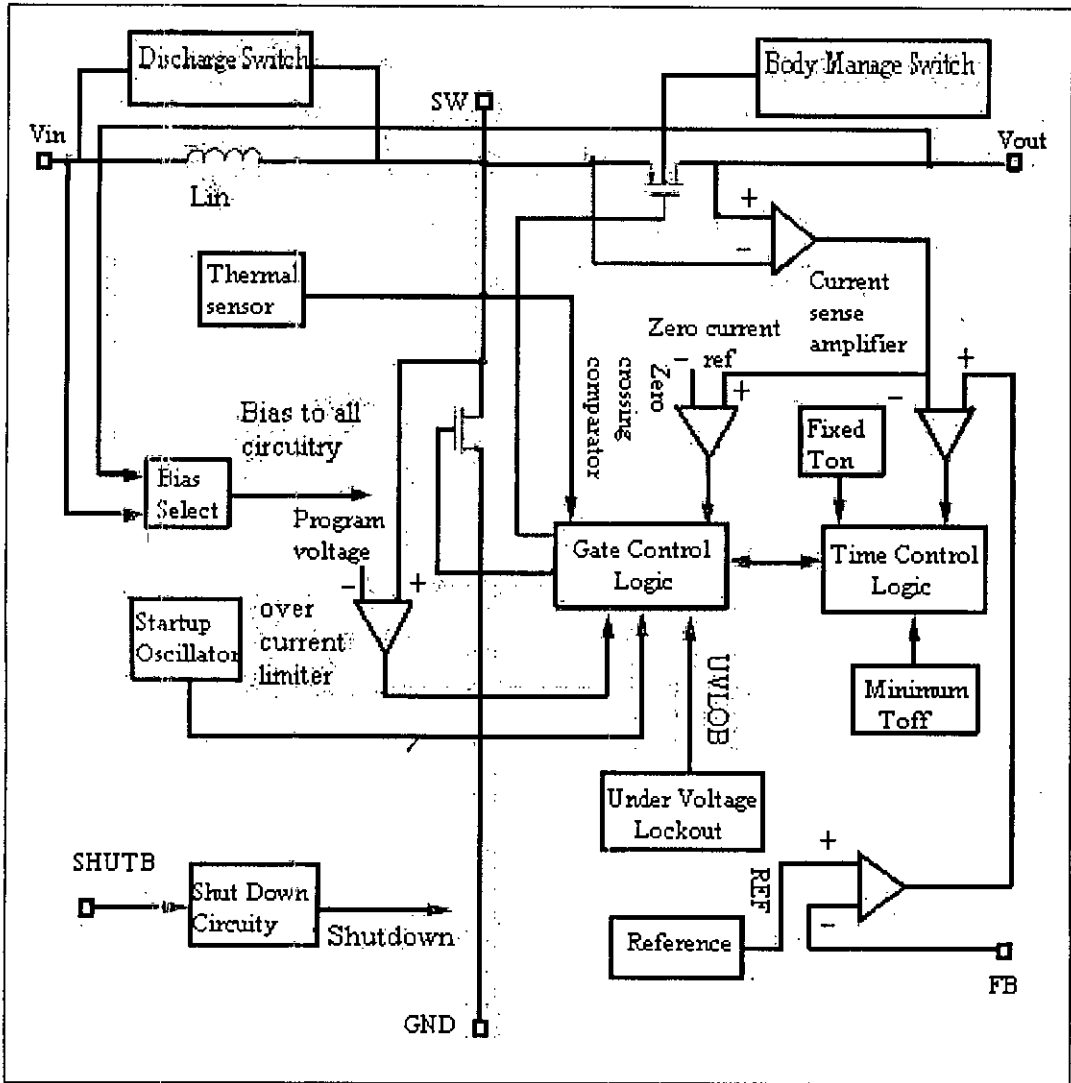 Discharge Switch
Body Manage Switch
SW
Vin
Vout
Lin
+
−
Thermal
sensor
Current
sense
amplifier
Zero current
ref
−
+
Zero
crossing
comparator
−
+
Bias to all
circuitry
Fixed
Ton
Bias
Select
Program
voltage
Gate Control
Logic
Time Control
Logic
−
+
Startup
Oscillator
over
current
limiter
UVLOB
Minimum
Toff
Under Voltage
Lockout
SHUTB
Shut Down
Circuity
Shutdown
+
REF
−
Reference
FB
GND